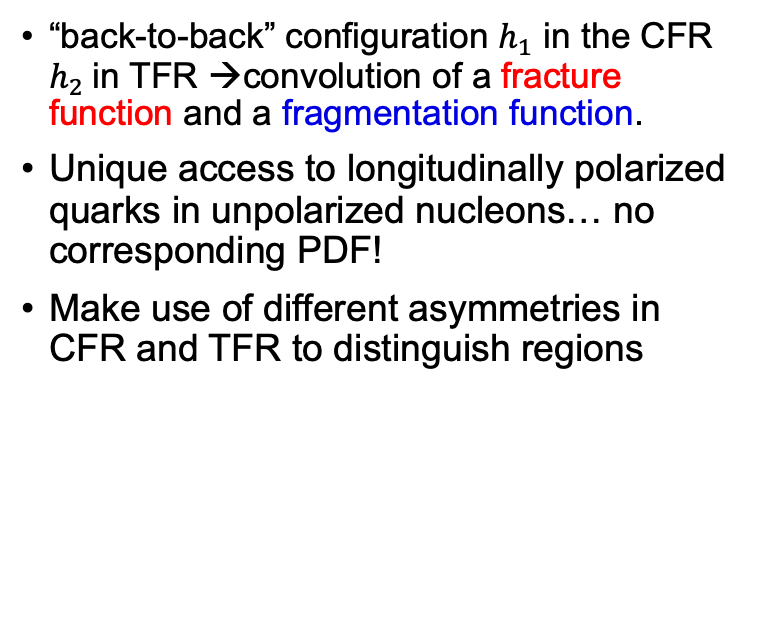 • “back-to-back” configuration ℎ₁ in the CFR
ℎ₂ in TFR →convolution of a fracture
function and a fragmentation function.
• Unique access to longitudinally polarized
quarks in unpolarized nucleons… no
corresponding PDF!
• Make use of different asymmetries in
CFR and TFR to distinguish regions